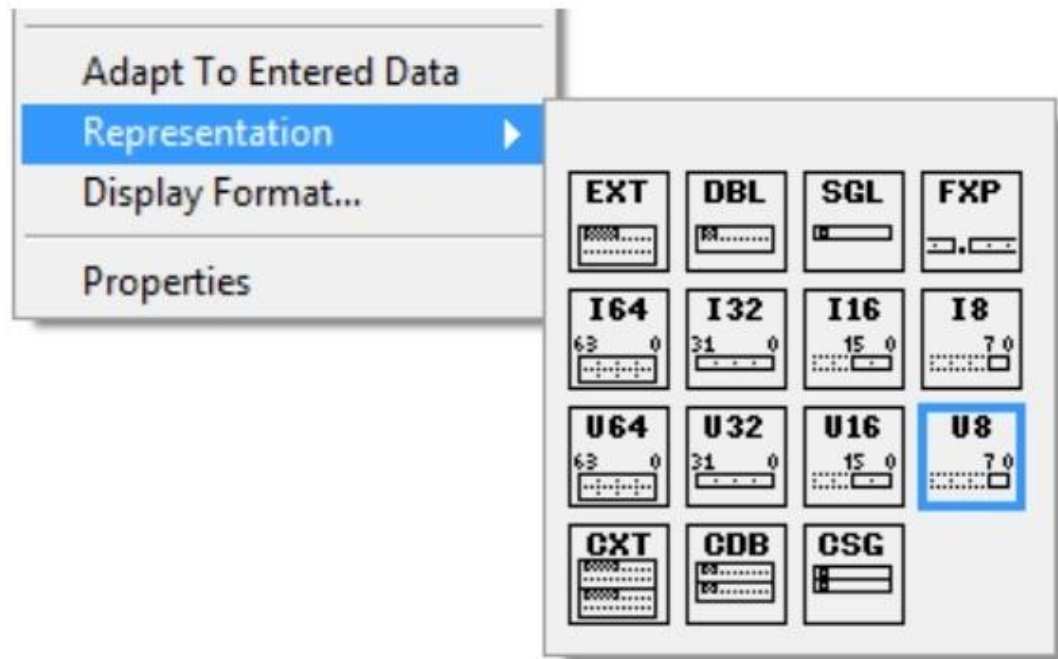 Adapt To Entered Data
Representation
Display Format...
Properties
EXT DBL SGL FXP
I64 I32 I16 I8
63 0 31 0 15 0 7 0
U64 U32 U16 U8
63 0 31 0 15 0 7 0
CXT CDB CSG